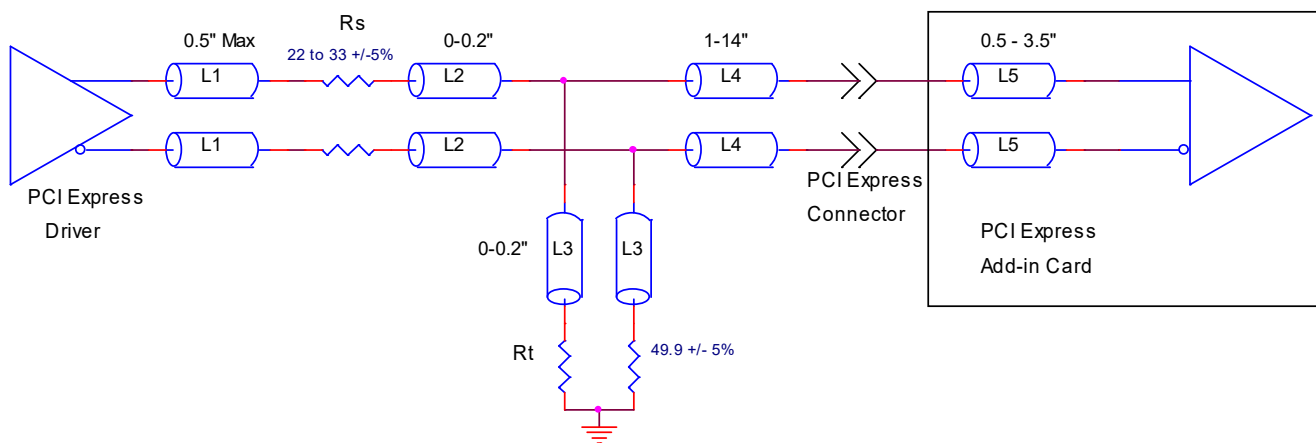 Rs
0.5" Max
22 to 33 +/-5%
0-0.2"
1-14"
0.5 - 3.5"
L1
L2
L4
L5
L1
L2
L4
L5
PCI Express
Driver
PCI Express
Connector
0-0.2"
L3
L3
PCI Express
Add-in Card
Rt
49.9 +/- 5%